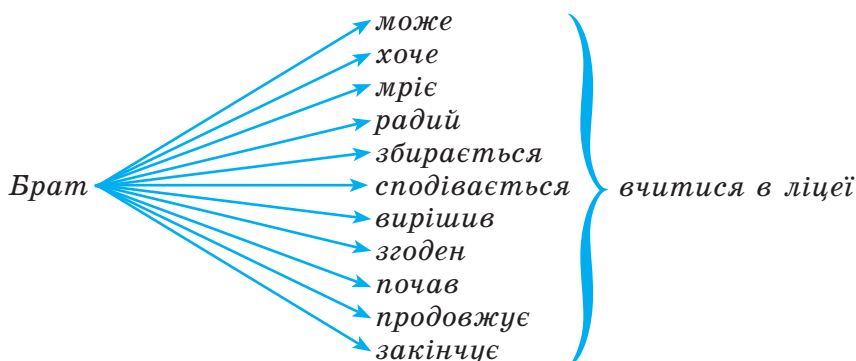 Брат
може
хоче
мріє
радий
збирається
сподівається
вирішив
згоден
почав
продовжує
закінчує
вчитися в ліцеї